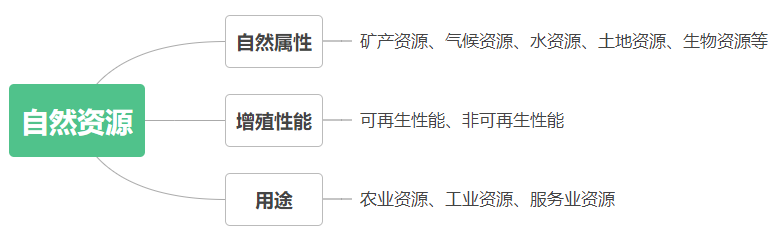 自然资源
自然属性
矿产资源、气候资源、水资源、土地资源、生物资源等
增殖性能
可再生性能、非可再生性能
用途
农业资源、工业资源、服务业资源